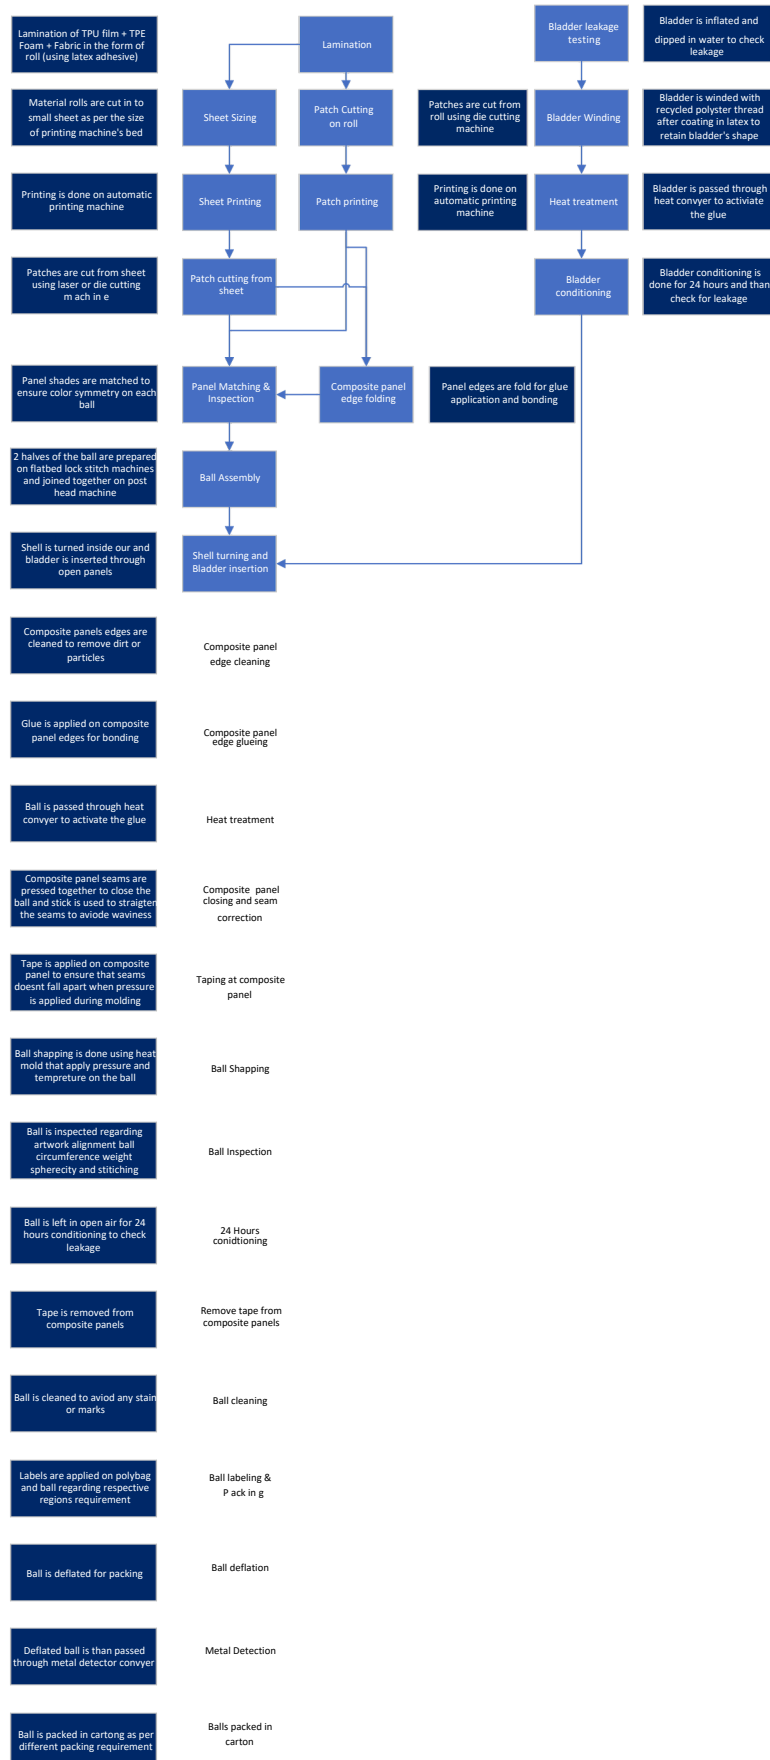 Lamination of TPU film + TPE
Foam + Fabric in the form of
roll (using latex adhesive)
Lamination
Bladder leakage
testing
Bladder is inflated and
dipped in water to check
leakage
Material rolls are cut in to
small sheet as per the size
of printing machine's bed
Sheet Sizing
Patch Cutting
on roll
Patches are cut from
roll using die cutting
machine
Bladder Winding
Bladder is winded with
recycled polyster thread
after coating in latex to
retain bladder's shape
Printing is done on automatic
printing machine
Sheet Printing
Patch printing
Printing is done on
automatic printing
machine
Heat treatment
Bladder is passed through
heat convyer to activiate
the glue
Patches are cut from sheet
using laser or die cutting
m ach in e
Patch cutting from
sheet
Bladder
conditioning
Bladder conditioning is
done for 24 hours and than
check for leakage
Panel shades are matched to
ensure color symmetry on each
ball
Panel Matching &
Inspection
Composite panel
edge folding
Panel edges are fold for glue
application and bonding
2 halves of the ball are prepared
on flatbed lock stitch machines
and joined together on post
head machine
Ball Assembly
Shell is turned inside our and
bladder is inserted through
open panels
Shell turning and
Bladder insertion
Composite panels edges are
cleaned to remove dirt or
particles
Composite panel
edge cleaning
Glue is applied on composite
panel edges for bonding
Composite panel
edge glueing
Ball is passed through heat
convyer to activate the glue
Heat treatment
Composite panel seams are
pressed together to close the
ball and stick is used to straigten
the seams to aviode waviness
Composite panel
closing and seam
correction
Tape is applied on composite
panel to ensure that seams
doesnt fall apart when pressure
is applied during molding
Taping at composite
panel
Ball shapping is done using heat
mold that apply pressure and
tempreture on the ball
Ball Shapping
Ball is inspected regarding
artwork alignment ball
circumference weight
spherecity and stitiching
Ball Inspection
Ball is left in open air for 24
hours conditioning to check
leakage
24 Hours
conidtioning
Tape is removed from
composite panels
Remove tape from
composite panels
Ball is cleaned to aviod any stain
or marks
Ball cleaning
Labels are applied on polybag
and ball regarding respective
regions requirement
Ball labeling &
P ack in g
Ball is deflated for packing
Ball deflation
Deflated ball is than passed
through metal detector convyer
Metal Detection
Ball is packed in cartong as per
different packing requirement
Balls packed in
carton